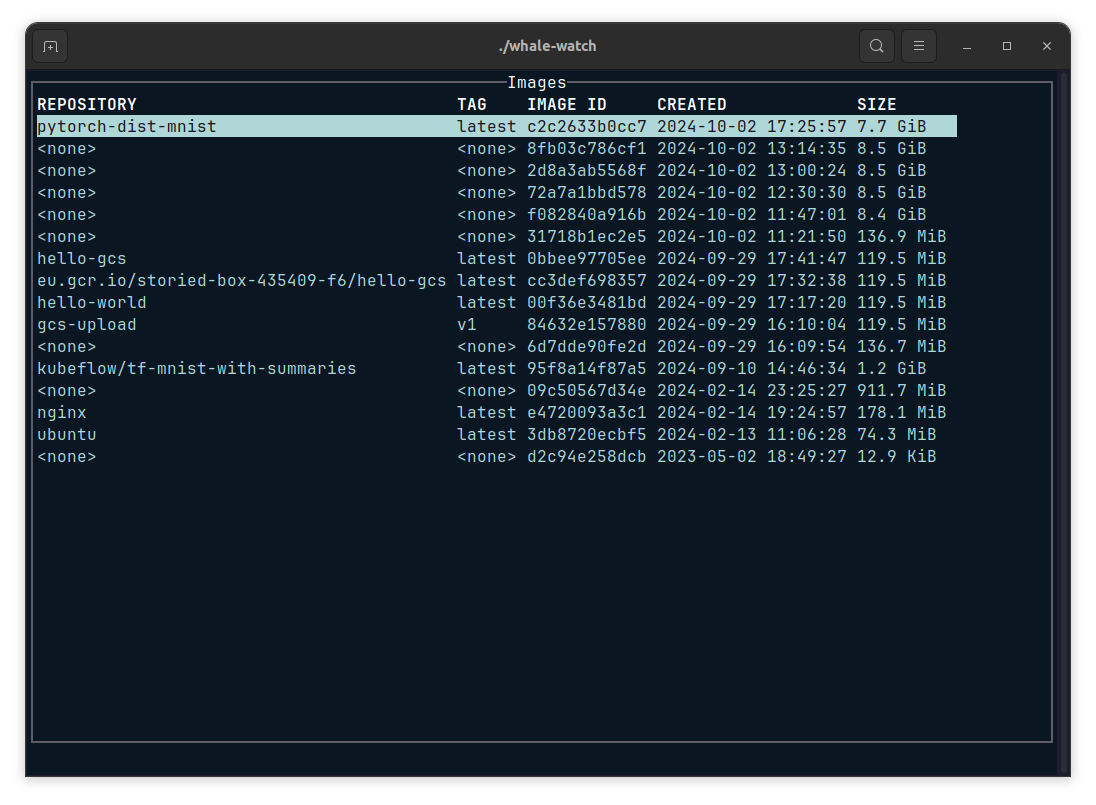 ./whale-watch
Images
REPOSITORY TAG IMAGE ID CREATED SIZE
pytorch-dist-mnist latest c2c2633b0cc7 2024-10-02 17:25:57 7.7 GiB
<none> <none> 8fb03c786cf1 2024-10-02 13:14:35 8.5 GiB
<none> <none> 2d8a3ab5568f 2024-10-02 13:00:24 8.5 GiB
<none> <none> 72a7a1bbd578 2024-10-02 12:30:30 8.5 GiB
<none> <none> f082840a916b 2024-10-02 11:47:01 8.4 GiB
<none> <none> 31718b1ec2e5 2024-10-02 11:21:50 136.9 MiB
hello-gcs latest 0bbee97705ee 2024-09-29 17:41:47 119.5 MiB
eu.gcr.io/storied-box-435409-f6/hello-gcs latest cc3def698357 2024-09-29 17:32:38 119.5 MiB
hello-world latest 00f36e3481bd 2024-09-29 17:17:20 119.5 MiB
gcs-upload v1 84632e157880 2024-09-29 16:10:04 119.5 MiB
<none> <none> 6d7dde90fe2d 2024-09-29 16:09:54 136.7 MiB
kubeflow/tf-mnist-with-summaries latest 95f8a14f87a5 2024-09-10 14:46:34 1.2 GiB
<none> <none> 09c50567d34e 2024-02-14 23:25:27 911.7 MiB
nginx latest e4720093a3c1 2024-02-14 19:24:57 178.1 MiB
ubuntu latest 3db8720ecbf5 2024-02-13 11:06:28 74.3 MiB
<none> <none> d2c94e258dcb 2023-05-02 18:49:27 12.9 KiB